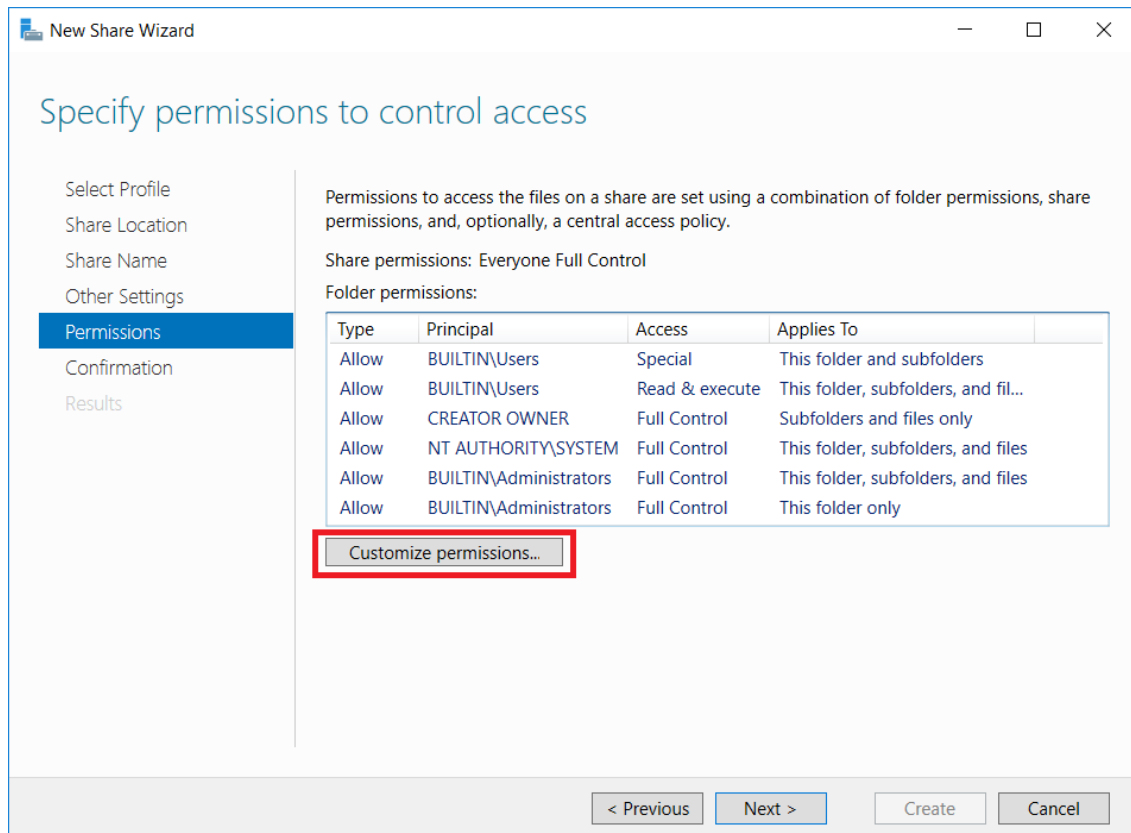 New Share Wizard
Specify permissions to control access
Select Profile
Share Location
Share Name
Other Settings
Permissions
Confirmation
Results
Permissions to access the files on a share are set using a combination of folder permissions, share
permissions, and, optionally, a central access policy.
Share permissions: Everyone Full Control
Folder permissions:
Type Principal Access Applies To
Allow BUILTIN\Users Special This folder and subfolders
Allow BUILTIN\Users Read & execute This folder, subfolders, and fil...
Allow CREATOR OWNER Full Control Subfolders and files only
Allow NT AUTHORITY\SYSTEM Full Control This folder, subfolders, and files
Allow BUILTIN\Administrators Full Control This folder, subfolders, and files
Allow BUILTIN\Administrators Full Control This folder only
Customize permissions...
< Previous Next > Create Cancel